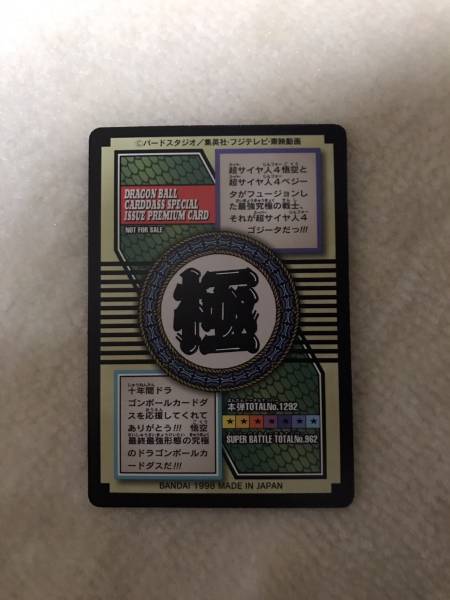 ©バードスタジオ/集英社・フジテレビ・東映動画
DRAGON BALL
CARDDASS SPECIAL
ISSUE PREMIUM CARD
NOT FOR SALE
超サイヤ人4悟空と
超サイヤ人4ベジー
タがフュージョンし
た最強究極の戦士、
それが超サイヤ人4
ゴジータだっ!!!
極
十年間ドラ
ゴンボールカードダ
スを応援してくれて
ありがとう!!! 悟空
最終最強形態の究極
のドラゴンボールカ
ードダスだ!!!
本弾TOTALNo.1292
SUPER BATTLE TOTALNo.962
BANDAI 1998 MADE IN JAPAN